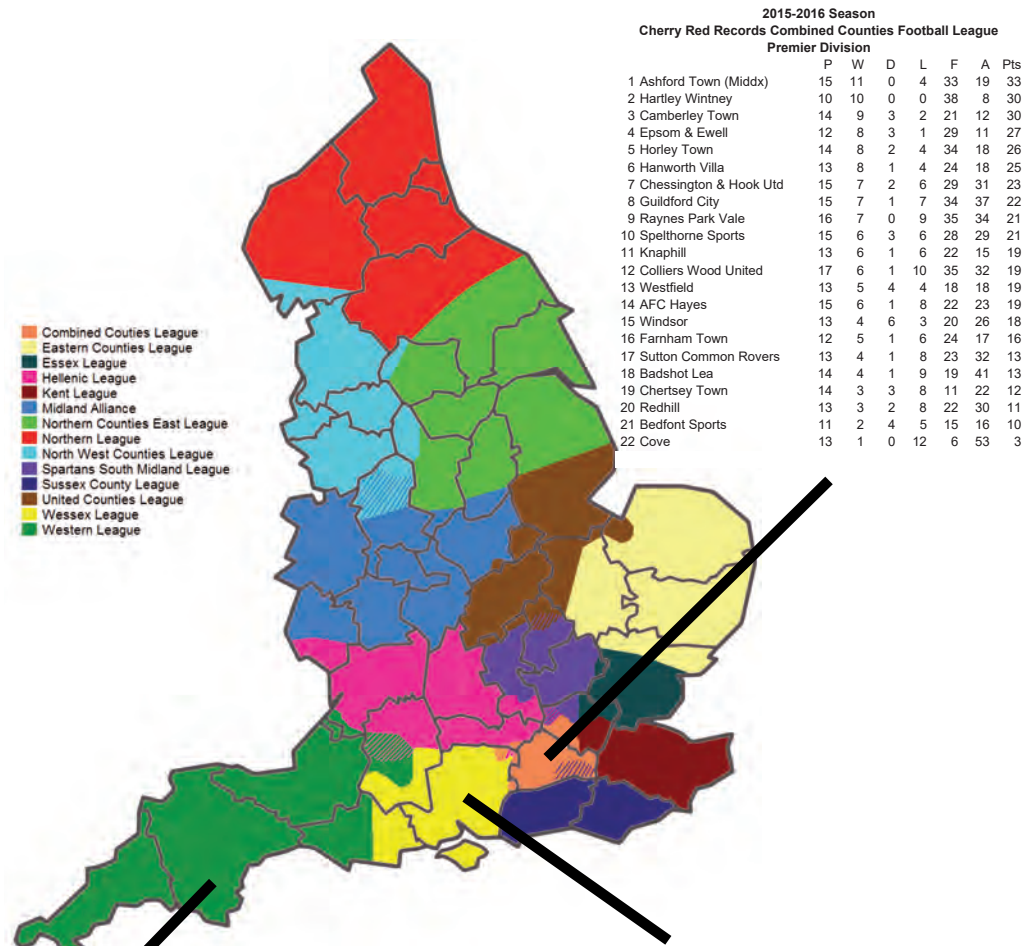 2015-2016 Season
Cherry Red Records Combined Counties Football League
Premier Division
P W D L F A Pts
1 Ashford Town (Middx) 15 11 0 4 33 19 33
2 Hartley Wintney 10 10 0 0 38 8 30
3 Camberley Town 14 9 3 2 21 12 30
4 Epsom & Ewell 12 8 3 1 29 11 27
5 Horley Town 14 8 2 4 34 18 26
6 Hanworth Villa 13 8 1 4 24 18 25
7 Chessington & Hook Utd 15 7 2 6 29 31 23
8 Guildford City 15 7 1 7 34 37 22
9 Raynes Park Vale 16 7 0 9 35 34 21
10 Spelthorne Sports 15 6 3 6 28 29 21
11 Knaphill 13 6 1 6 22 15 19
12 Colliers Wood United 17 6 1 10 35 32 19
13 Westfield 13 5 4 4 18 18 19
14 AFC Hayes 15 6 1 8 22 23 19
15 Windsor 13 4 6 3 20 26 18
16 Farnham Town 12 5 1 6 24 17 16
17 Sutton Common Rovers 13 4 1 8 23 32 13
18 Badshot Lea 14 4 1 9 19 41 13
19 Chertsey Town 14 3 3 8 11 22 12
20 Redhill 13 3 2 8 22 30 11
21 Bedfont Sports 11 2 4 5 15 16 10
22 Cove 13 1 0 12 6 53 3
Combined Couties League
Eastern Counties League
Essex League
Hellenic League
Kent League
Midland Alliance
Northern Counties East League
Northern League
North West Counties League
Spartans South Midland League
Sussex County League
United Counties League
Wessex League
Western League